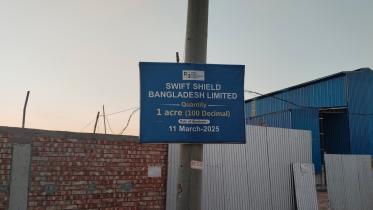 SWIFT SHIELD
BANGLADESH LIMITED
Quantity
1 acre (100 Decimal)
11 March-2025